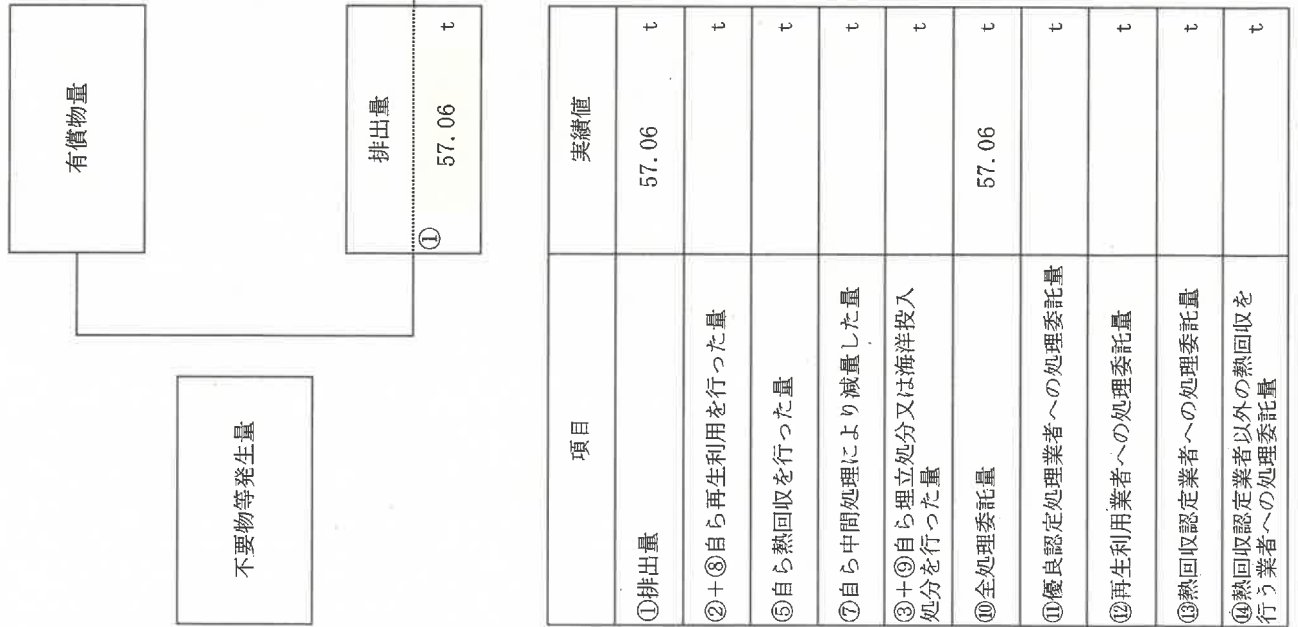 有償物量
不要物等発生量
排出量
① 57.06 t
項目 実績値
①排出量 57.06 t
②+⑧自ら再生利用を行った量 t
⑤自ら熱回収を行った量 t
⑦自ら中間処理により減量した量 t
③+⑨自ら埋立処分又は海洋投入
処分を行った量 t
⑩全処理委託量 57.06 t
⑪優良認定処理業者への処理委託量 t
⑫再生利用業者への処理委託量 t
⑬熱回収認定業者への処理委託量 t
⑭熱回収認定業者以外の熱回収を
行う業者への処理委託量 t